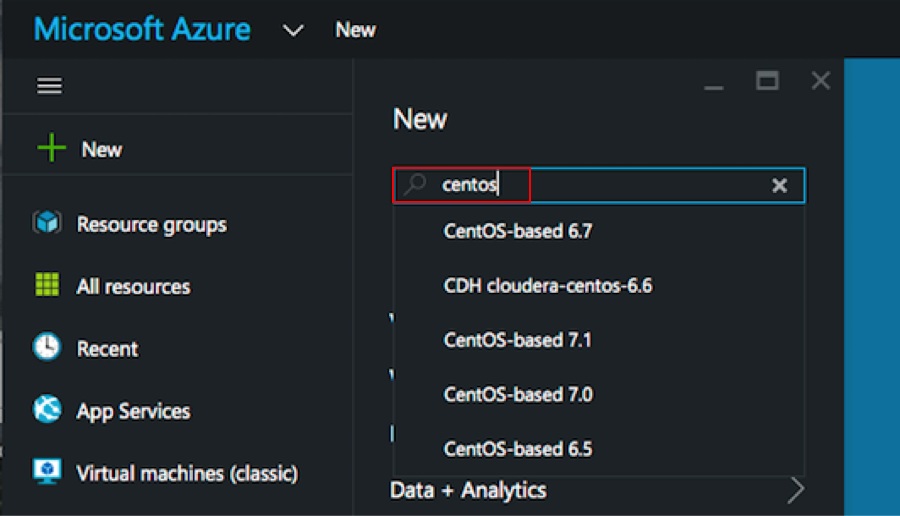 Microsoft Azure New
New
New
centos
Resource groups
CentOS-based 6.7
All resources
CDH cloudera-centos-6.6
Recent
CentOS-based 7.1
App Services
CentOS-based 7.0
Virtual machines (classic)
CentOS-based 6.5
Data + Analytics